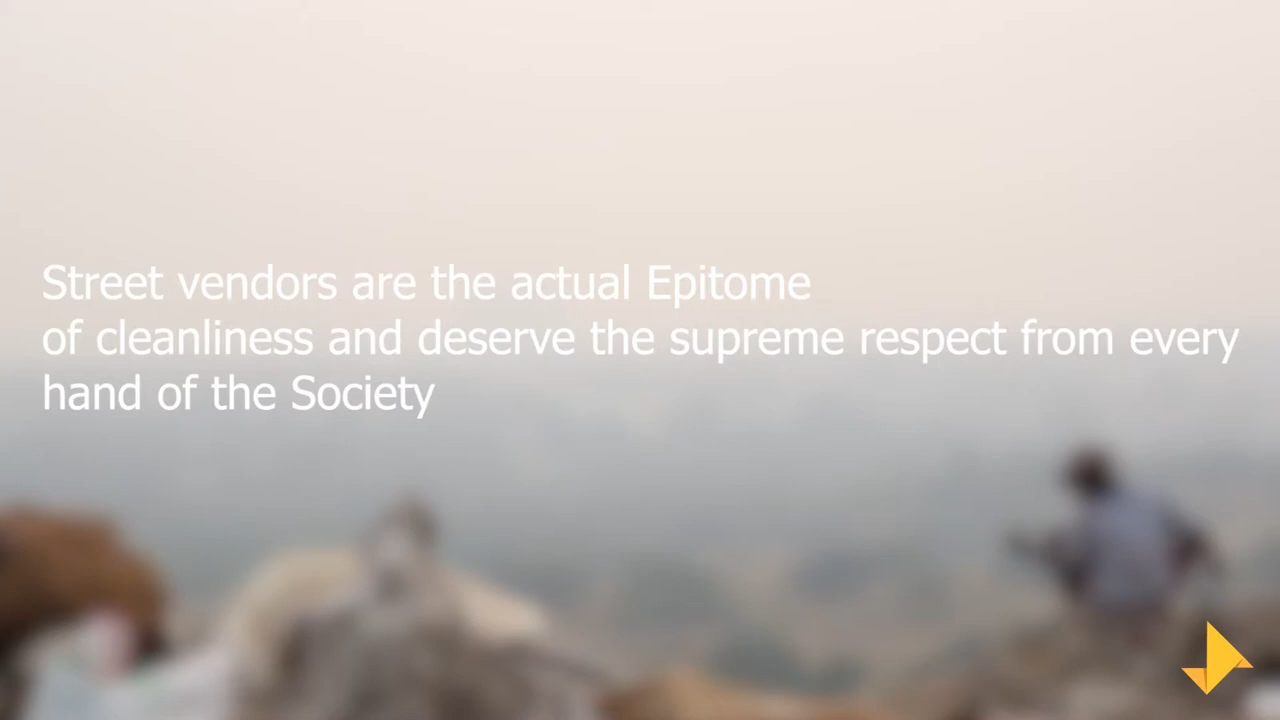 Street vendors are the actual Epitome
of cleanliness and deserve the supreme respect from every
hand of the Society